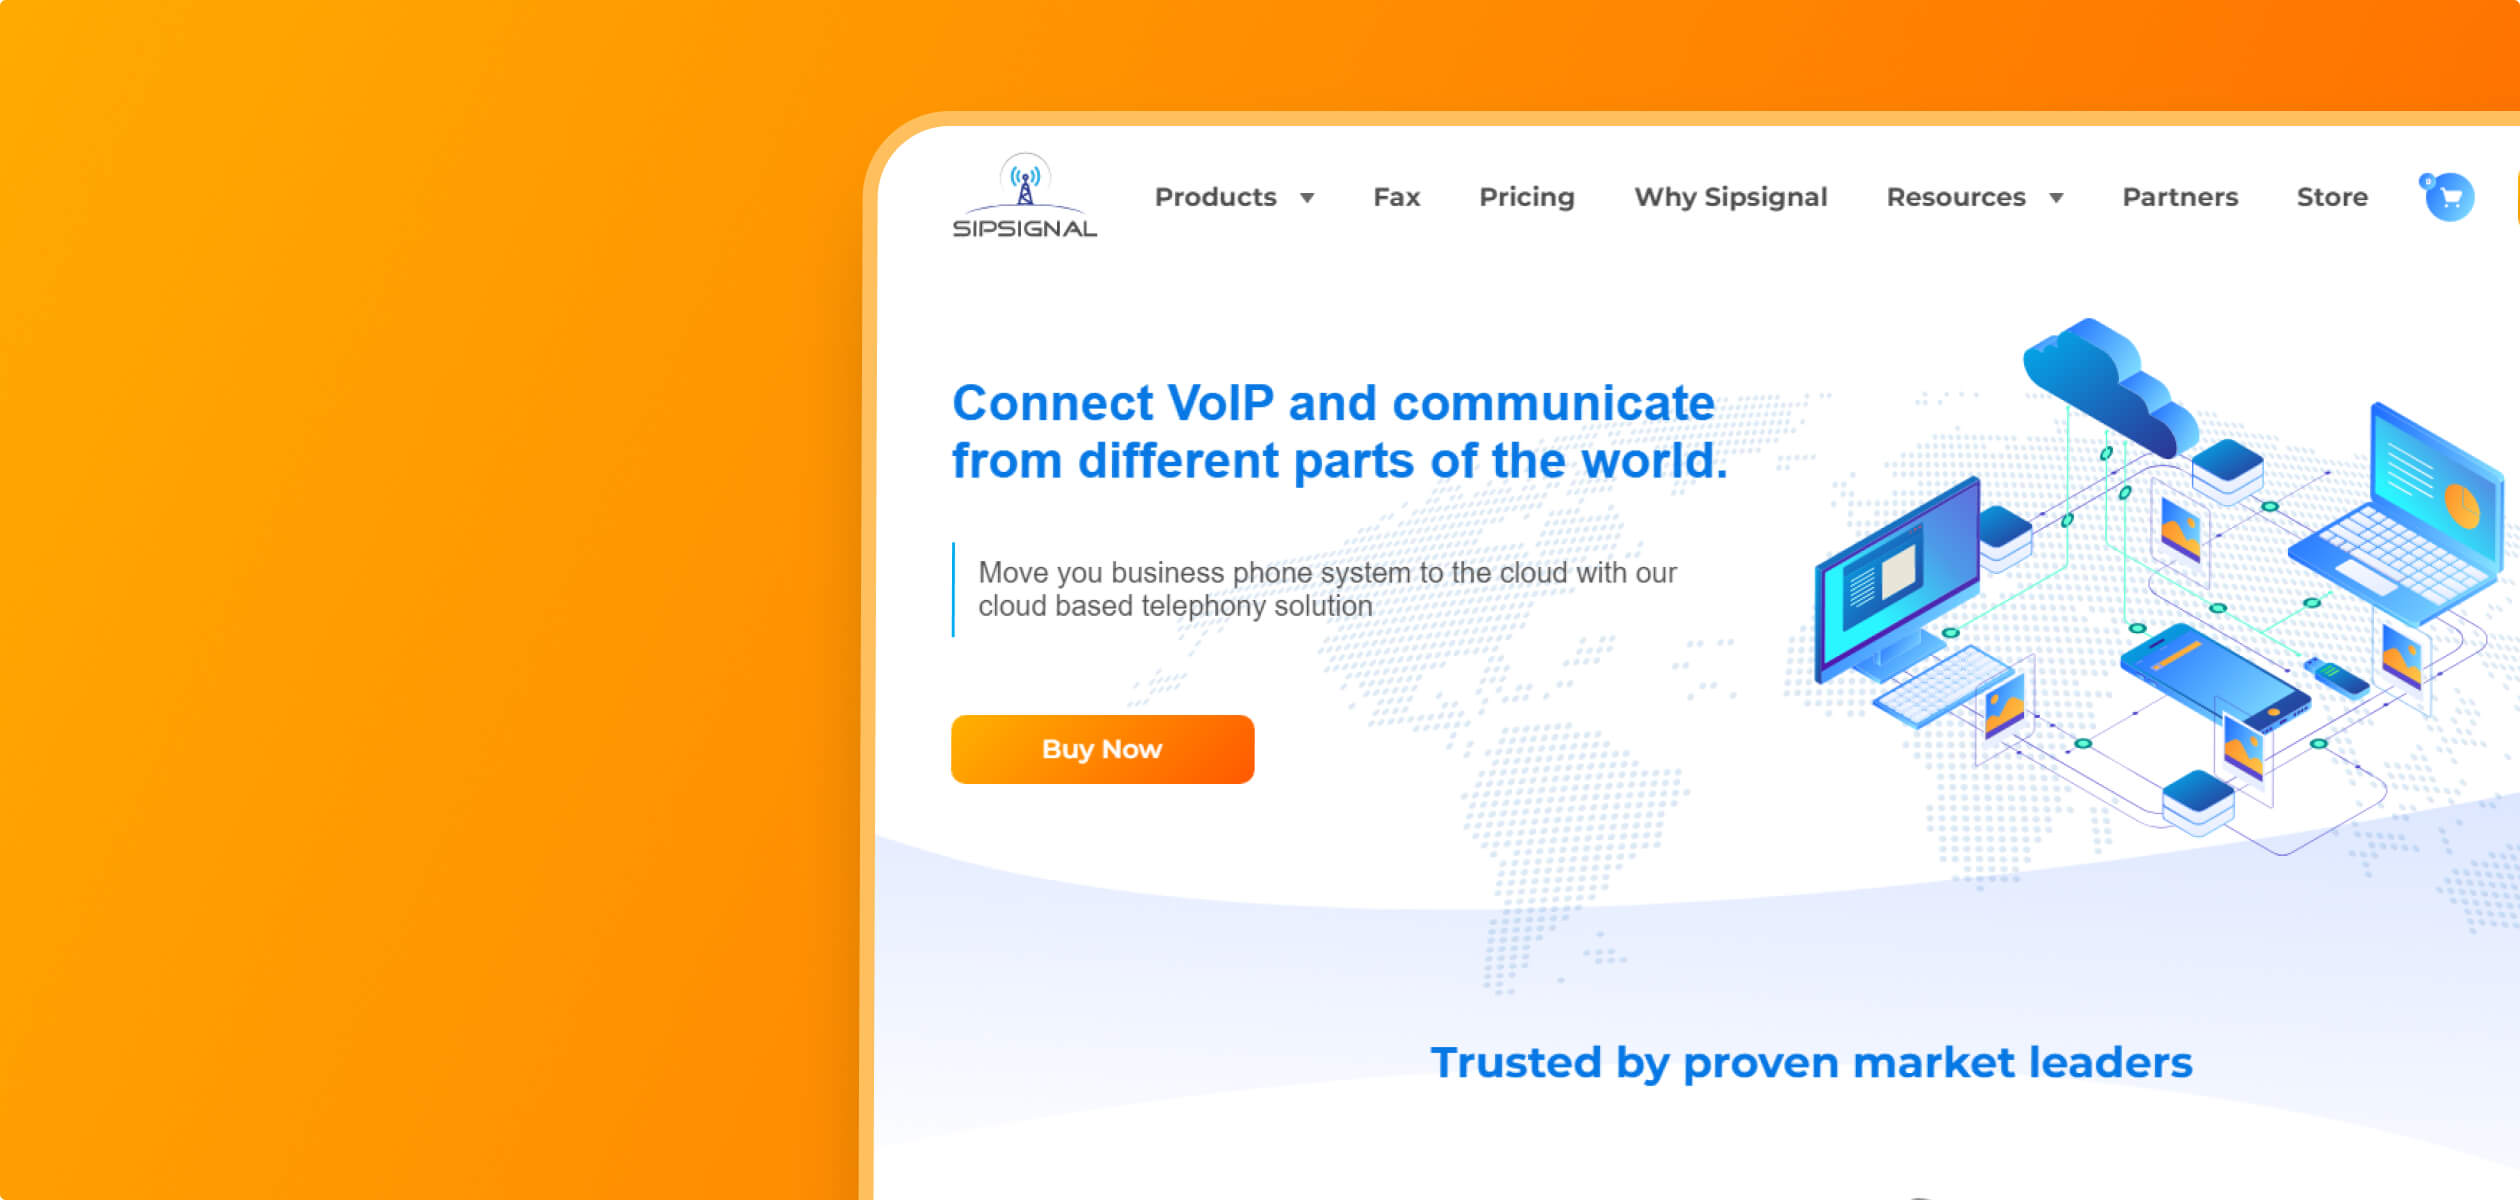 SIPSIGNAL
Products
Fax
Pricing
Why Sipsignal
Resources
Partners
Store
0
Connect VoIP and communicate
from different parts of the world.
Move you business phone system to the cloud with our
cloud based telephony solution
Buy Now
Trusted by proven market leaders